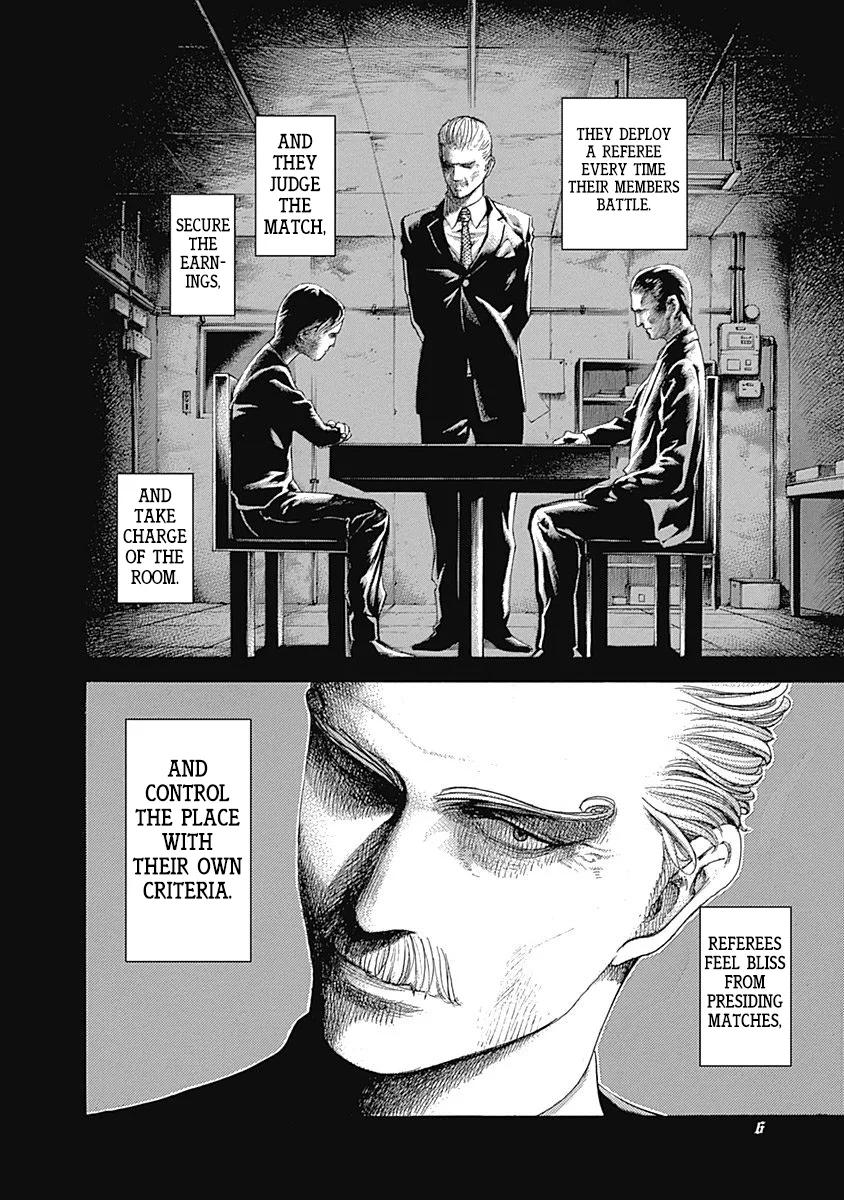 THEY DEPLOY
A REFEREE
EVERY TIME
THEIR MEMBERS
BATTLE.
AND
THEY
JUDGE
THE
MATCH,
SECURE
THE
EARN-
INGS,
AND
TAKE
CHARGE
OF THE
ROOM.
REFEREES
FEEL BLISS
FROM
PRESIDING
MATCHES,
AND
CONTROL
THE PLACE
WITH
THEIR OWN
CRITERIA.
6